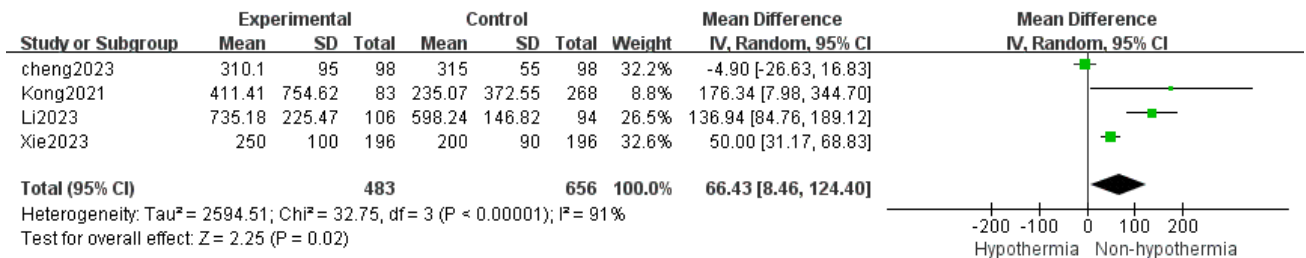 Experimental Control Mean Difference Mean Difference
Study or Subgroup Mean SD Total Mean SD Total Weight IV, Random, 95% CI IV, Random, 95% CI
cheng2023 310.1 95 98 315 55 98 32.2% -4.90 [-26.63, 16.83]
Kong2021 411.41 754.62 83 235.07 372.55 268 8.8% 176.34 [7.98, 344.70]
Li2023 735.18 225.47 106 598.24 146.82 94 26.5% 136.94 [84.76, 189.12]
Xie2023 250 100 196 200 90 196 32.6% 50.00 [31.17, 68.83]
Total (95% CI) 483 656 100.0% 66.43 [8.46, 124.40]
Heterogeneity: Tau² = 2594.51; Chi² = 32.75, df = 3 (P < 0.00001); I² = 91%
Test for overall effect: Z = 2.25 (P = 0.02)
-200 -100 0 100 200
Hypothermia Non-hypothermia